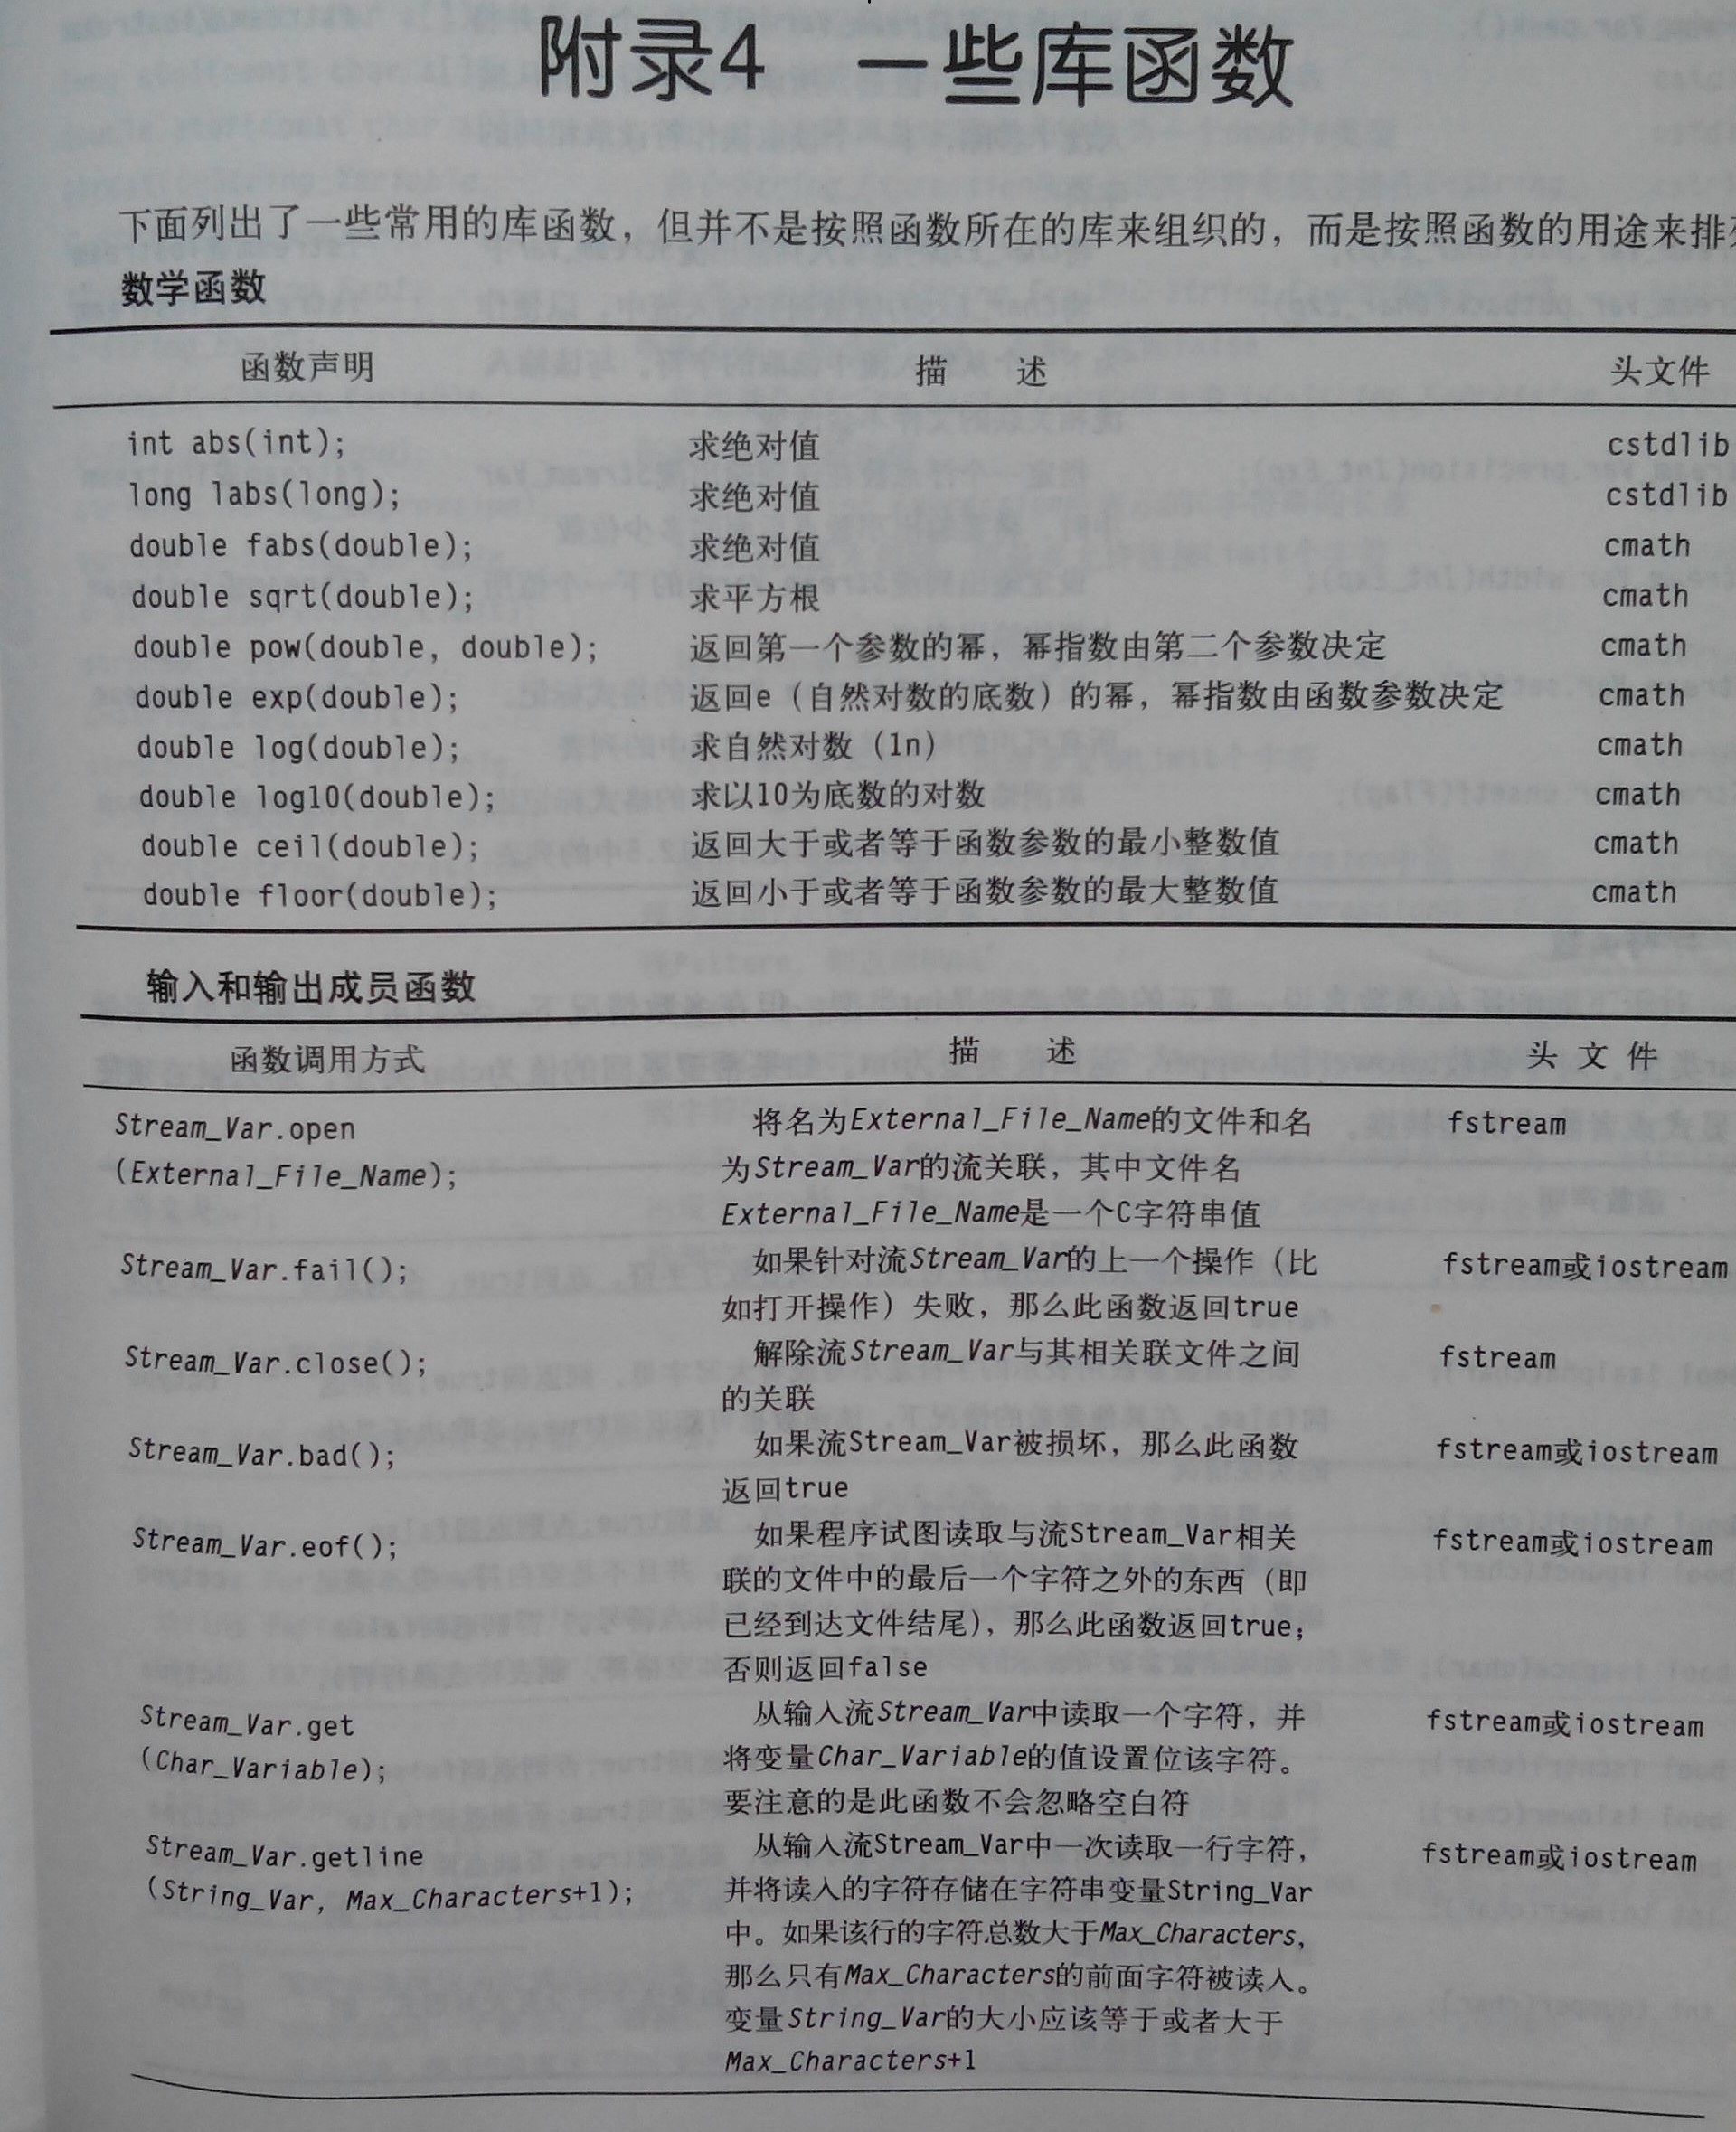 附录4 一些库函数
下面列出了一些常用的库函数，但并不是按照函数所在的库来组织的，而是按照函数的用途来排
数学函数
函数声明 描 述 头文件
int abs(int); 求绝对值 cstdlib
long labs(long); 求绝对值 cstdlib
double fabs(double); 求绝对值 cmath
double sqrt(double); 求平方根 cmath
double pow(double, double); 返回第一个参数的幂，幂指数由第二个参数决定 cmath
double exp(double); 返回e（自然对数的底数）的幂，幂指数由函数参数决定 cmath
double log(double); 求自然对数（ln） cmath
double log10(double); 求以10为底数的对数 cmath
double ceil(double); 返回大于或者等于函数参数的最小整数值 cmath
double floor(double); 返回小于或者等于函数参数的最大整数值 cmath
输入和输出成员函数
函数调用方式 描 述 头 文 件
Stream_Var.open 将名为External_File_Name的文件和名 fstream
(External_File_Name); 为Stream_Var的流关联，其中文件名
External_File_Name是一个C字符串值
Stream_Var.fail(); 如果针对流Stream_Var的上一个操作（比 fstream或iostream
如打开操作）失败，那么此函数返回true
Stream_Var.close(); 解除流Stream_Var与其相关联文件之间 fstream
的关联
Stream_Var.bad(); 如果流Stream_Var被损坏，那么此函数 fstream或iostream
返回true
Stream_Var.eof(); 如果程序试图读取与流Stream_Var相关 fstream或iostream
联的文件中的最后一个字符之外的东西（即
已经到达文件结尾），那么此函数返回true；
否则返回false
Stream_Var.get 从输入流Stream_Var中读取一个字符，并 fstream或iostream
(Char_Variable); 将变量Char_Variable的值设置位该字符。
要注意的是此函数不会忽略空白符
Stream_Var.getline 从输入流Stream_Var中一次读取一行字符， fstream或iostream
(String_Var, Max_Characters+1); 并将读入的字符存储在字符串变量String_Var
中。如果该行的字符总数大于Max_Characters，
那么只有Max_Characters的前面字符被读入。
变量String_Var的大小应该等于或者大于
Max_Characters+1